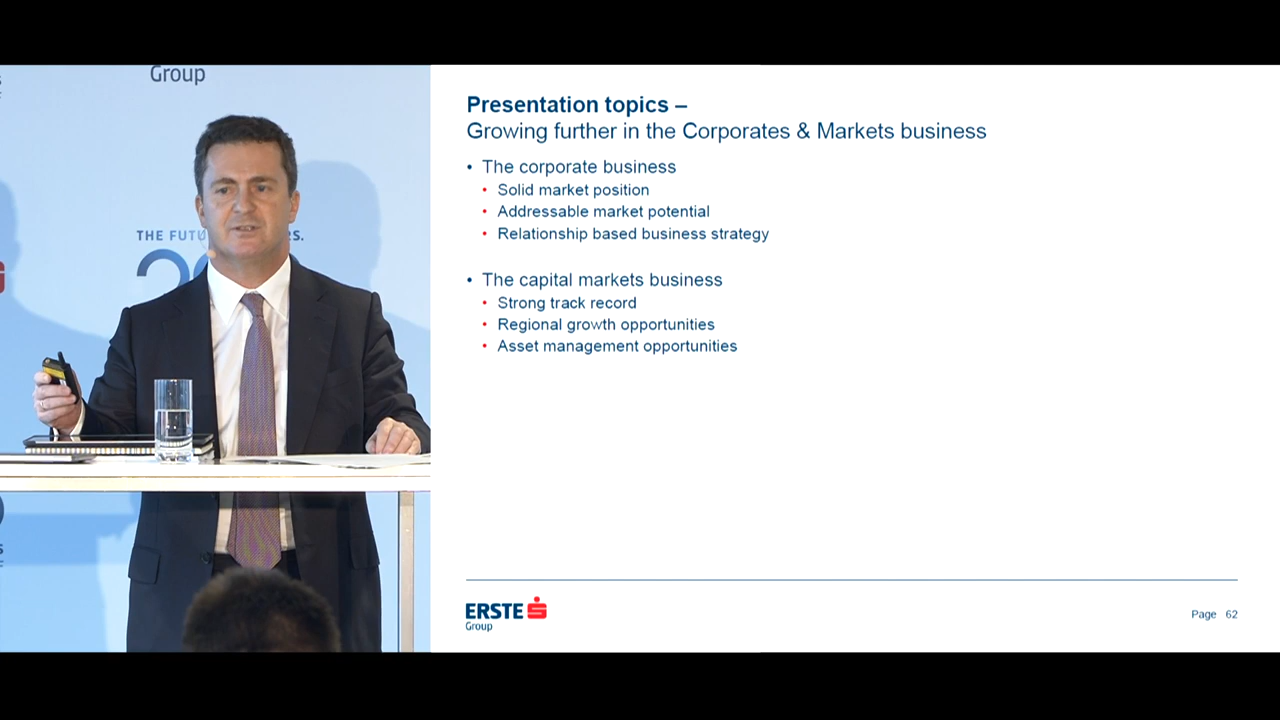 Group
THE FUTU
RS.
20
Presentation topics –
Growing further in the Corporates & Markets business
• The corporate business
• Solid market position
• Addressable market potential
• Relationship based business strategy
• The capital markets business
• Strong track record
• Regional growth opportunities
• Asset management opportunities
ERSTE
Group
Page 62